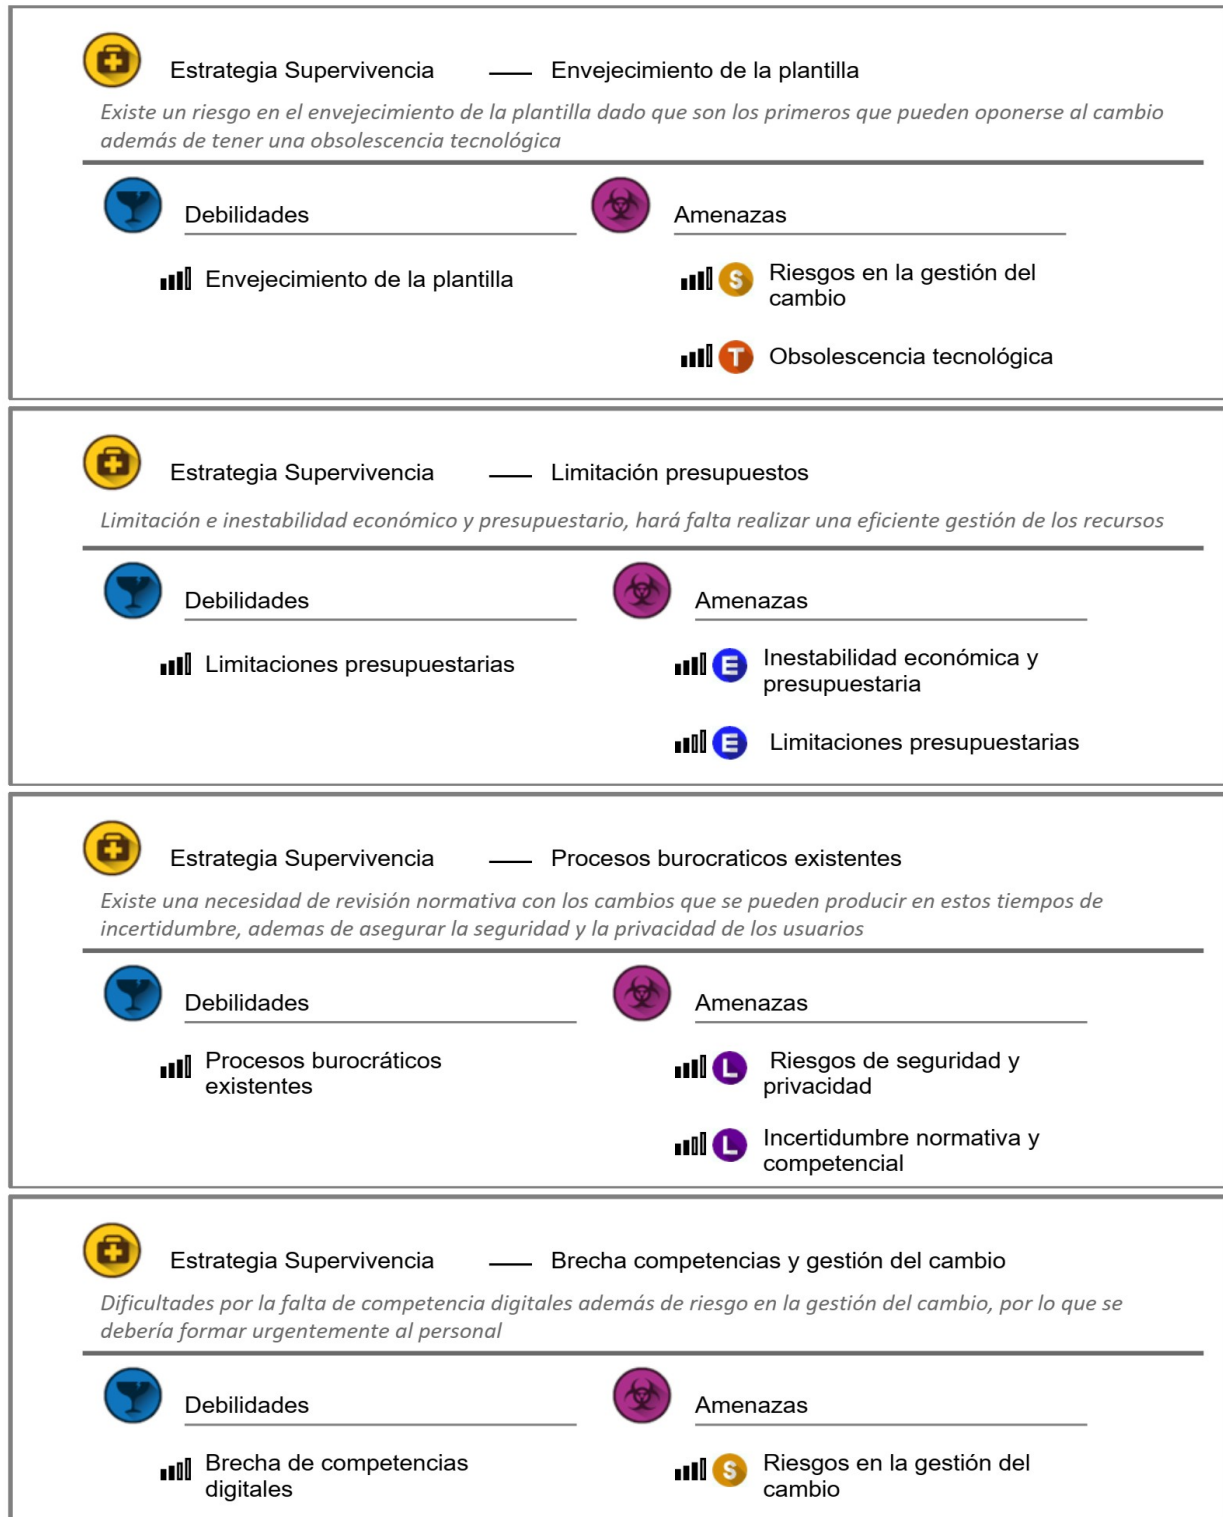 Estrategia Supervivencia — Envejecimiento de la plantilla
Existe un riesgo en el envejecimiento de la plantilla dado que son los primeros que pueden oponerse al cambio
además de tener una obsolescencia tecnológica
Debilidades
Amenazas
Envejecimiento de la plantilla
S Riesgos en la gestión del
cambio
T Obsolescencia tecnológica
Estrategia Supervivencia — Limitación presupuestos
Limitación e inestabilidad económico y presupuestario, hará falta realizar una eficiente gestión de los recursos
Debilidades
Amenazas
Limitaciones presupuestarias
E Inestabilidad económica y
presupuestaria
E Limitaciones presupuestarias
Estrategia Supervivencia — Procesos burocraticos existentes
Existe una necesidad de revisión normativa con los cambios que se pueden producir en estos tiempos de
incertidumbre, ademas de asegurar la seguridad y la privacidad de los usuarios
Debilidades
Amenazas
Procesos burocráticos
existentes
L Riesgos de seguridad y
privacidad
L Incertidumbre normativa y
competencial
Estrategia Supervivencia — Brecha competencias y gestión del cambio
Dificultades por la falta de competencia digitales además de riesgo en la gestión del cambio, por lo que se
debería formar urgentemente al personal
Debilidades
Amenazas
Brecha de competencias
digitales
S Riesgos en la gestión del
cambio